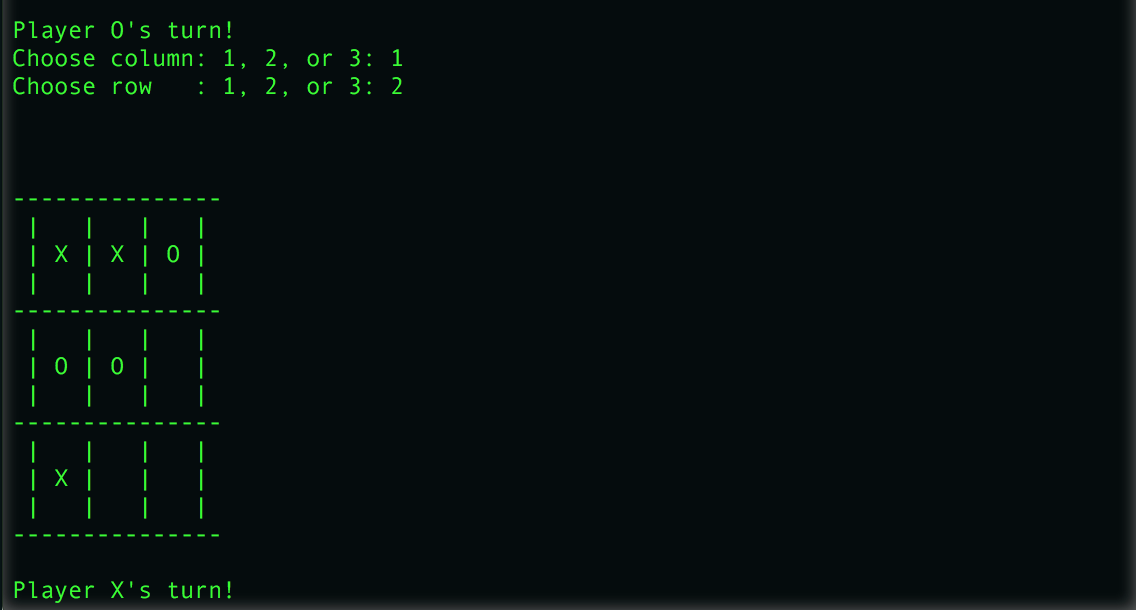 Player O's turn!
Choose column: 1, 2, or 3: 1
Choose row   : 1, 2, or 3: 2
---------------
 |   |   |   |
 | X | X | O |
 |   |   |   |
---------------
 |   |   |   |
 | O | O |   |
 |   |   |   |
---------------
 |   |   |   |
 | X |   |   |
 |   |   |   |
---------------
Player X's turn!